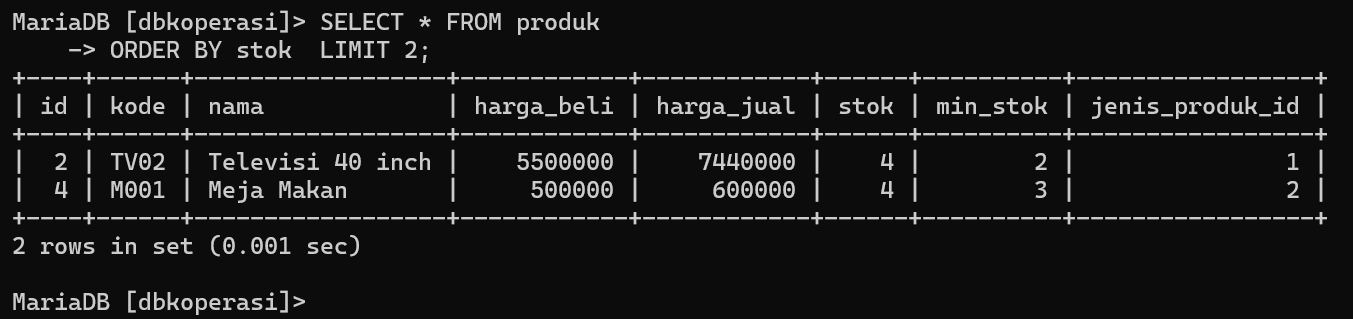 MariaDB [dbkoperasi]> SELECT * FROM produk
    -> ORDER BY stok  LIMIT 2;
+----+------+------------------+------------+------------+------+----------+-----------------+
| id | kode | nama             | harga_beli | harga_jual | stok | min_stok | jenis_produk_id |
+----+------+------------------+------------+------------+------+----------+-----------------+
|  2 | TV02 | Televisi 40 inch |    5500000 |    7440000 |    4 |        2 |               1 |
|  4 | M001 | Meja Makan       |     500000 |     600000 |    4 |        3 |               2 |
+----+------+------------------+------------+------------+------+----------+-----------------+
2 rows in set (0.001 sec)

MariaDB [dbkoperasi]>